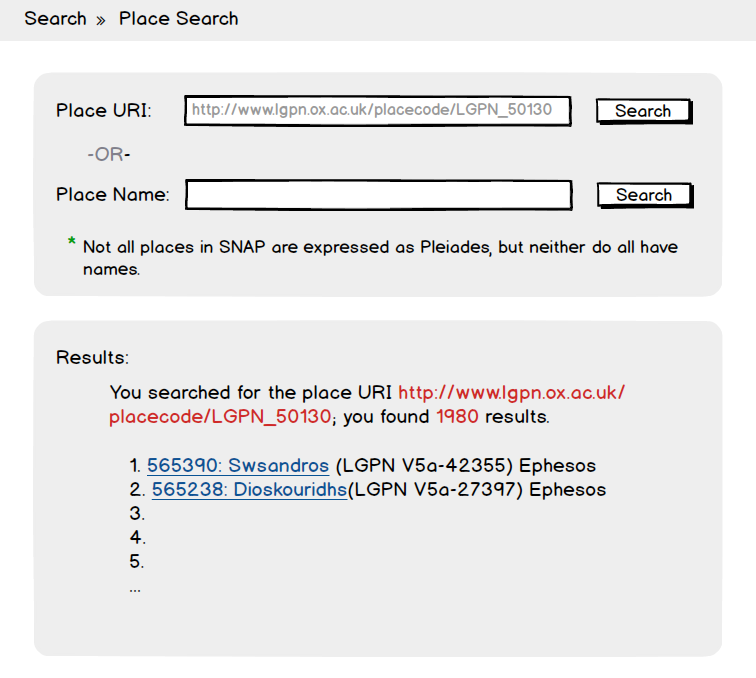 Search » Place Search
Place URI: http://www.lgpn.ox.ac.uk/placecode/LGPN_50130 Search
-OR-
Place Name: Search
* Not all places in SNAP are expressed as Pleiades, but neither do all have
names.
Results:
You searched for the place URI http://www.lgpn.ox.ac.uk/
placecode/LGPN_50130; you found 1980 results.
1. 565390: Swsandros (LGPN V5a-42355) Ephesos
2. 565238: Dioskouridhs(LGPN V5a-27397) Ephesos
3.
4.
5.
...